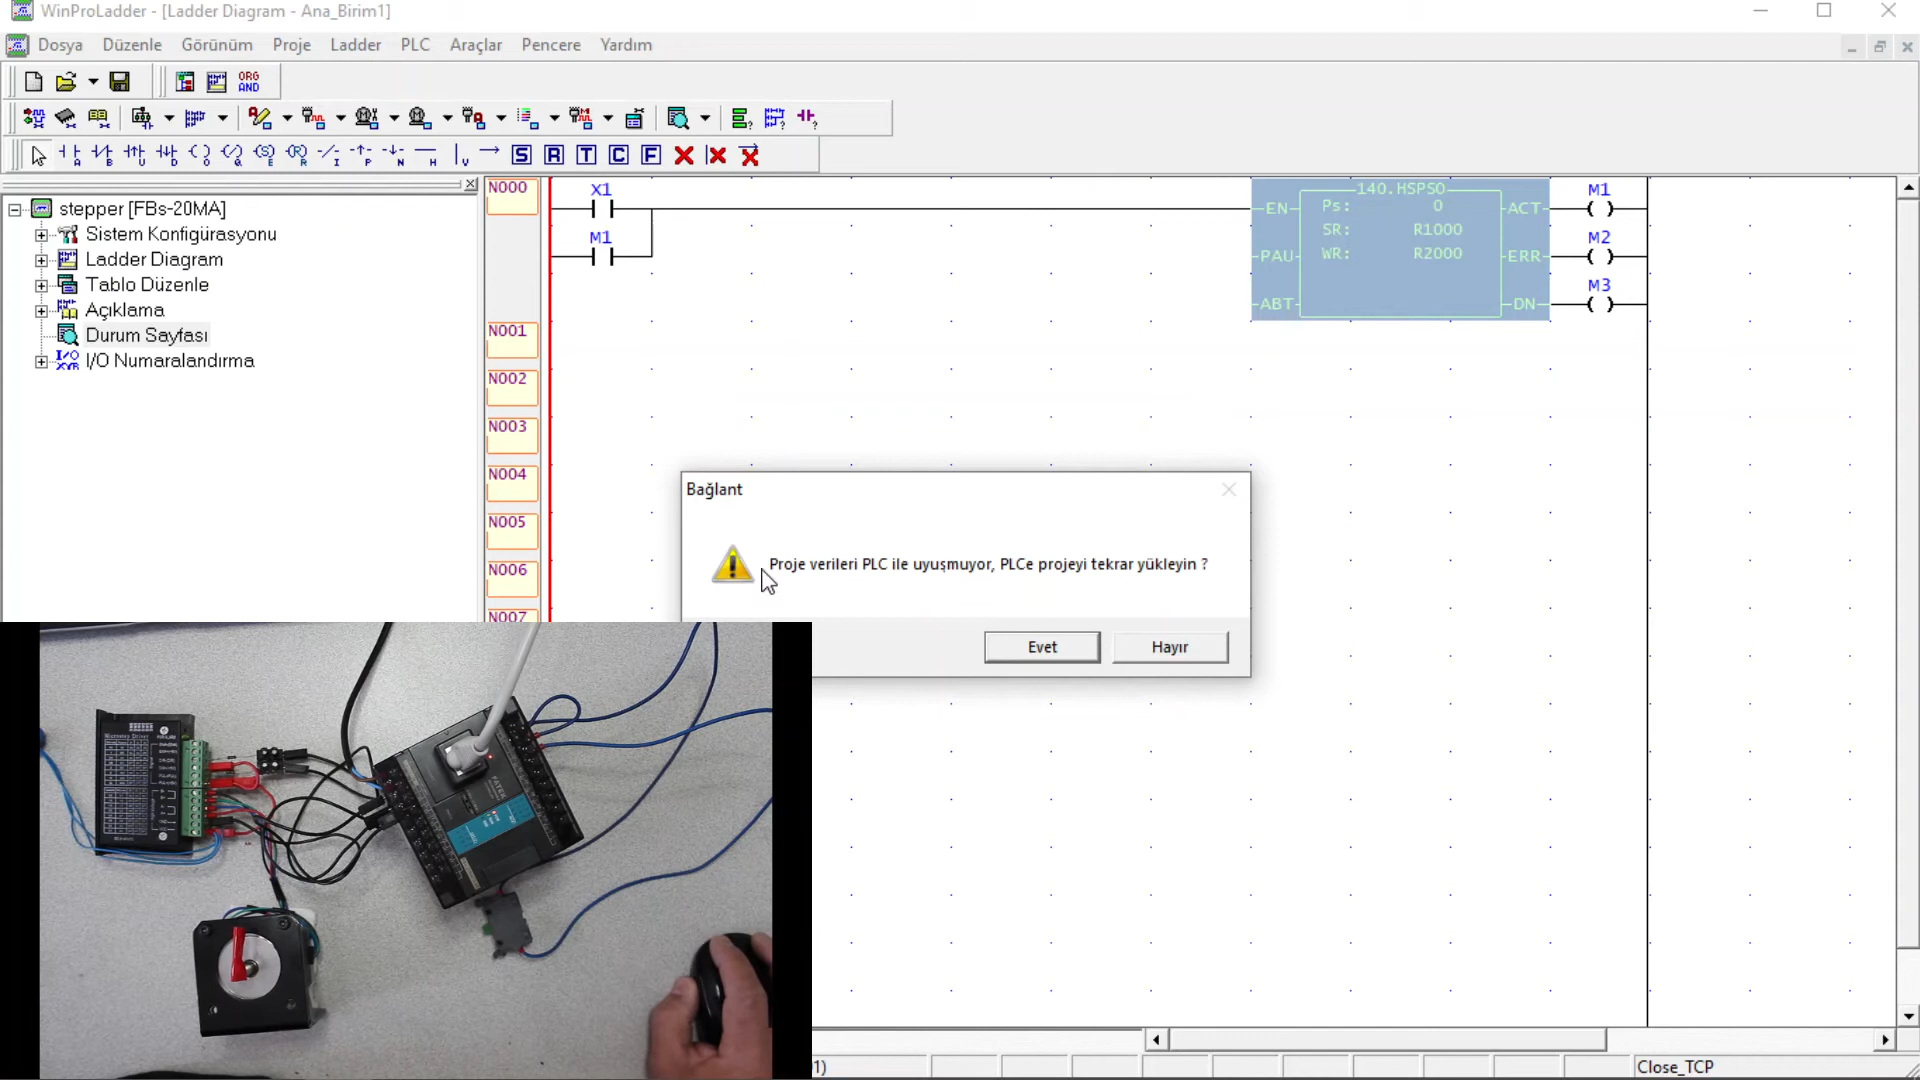 WinProLadder - [Ladder Diagram - Ana_Birim1]
Dosya Düzenle Görünüm Proje Ladder PLC Araçlar Pencere Yardım
ORG
AND
A B U D O Q E R I P N H V S R T C F
stepper [FBs-20MA]
Sistem Konfigürasyonu
Ladder Diagram
Tablo Düzenle
Açıklama
Durum Sayfası
I/O Numaralandırma
N000
N001
N002
N003
N004
N005
N006
N007
X1
M1
140.HSPSO
EN Ps: 0 ACT M1
SR: R1000
PAU WR: R2000 ERR M2
ABT DN M3
Bağlant
Proje verileri PLC ile uyuşmuyor, PLCe projeyi tekrar yükleyin ?
Evet Hayır
Microstep Driver
FATEK
1)
Close_TCP